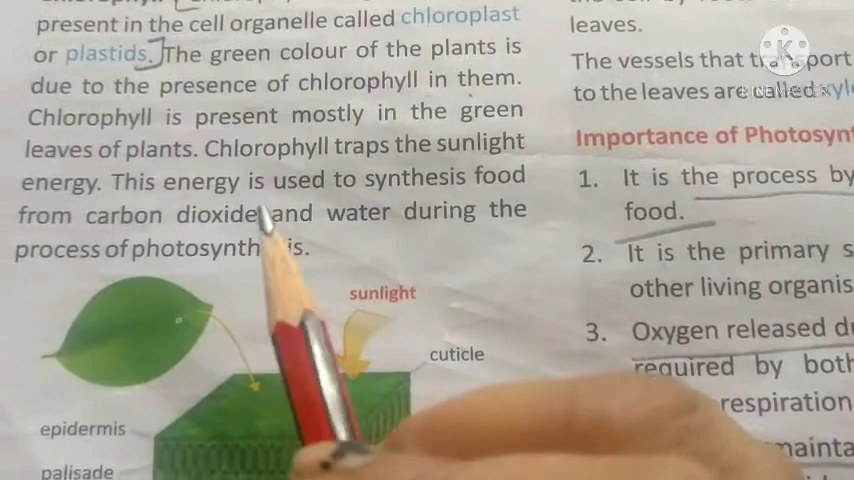 present in the cell organelle called chloroplast
or plastids. The green colour of the plants is
due to the presence of chlorophyll in them.
Chlorophyll is present mostly in the green
leaves of plants. Chlorophyll traps the sunlight
energy. This energy is used to synthesis food
from carbon dioxide and water during the
process of photosynth is.
sunlight
cuticle
epidermis
palisade
leaves.
The vessels that transport
to the leaves are called xyle
Importance of Photosynt
1. It is the process by
food.
2. It is the primary s
other living organis
3. Oxygen released d
required by both
respiration
mainta